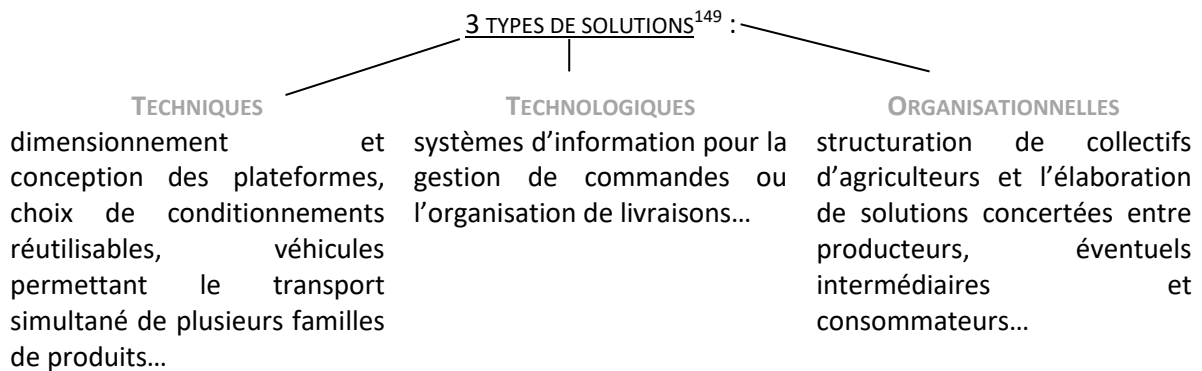 3 TYPES DE SOLUTIONS149 :
TECHNIQUES
dimensionnement et
conception des plateformes,
choix de conditionnements
réutilisables, véhicules
permettant le transport
simultané de plusieurs familles
de produits…
TECHNOLOGIQUES
systèmes d’information pour la
gestion de commandes ou
l’organisation de livraisons…
ORGANISATIONNELLES
structuration de collectifs
d’agriculteurs et l’élaboration
de solutions concertées entre
producteurs, éventuels
intermédiaires et
consommateurs…